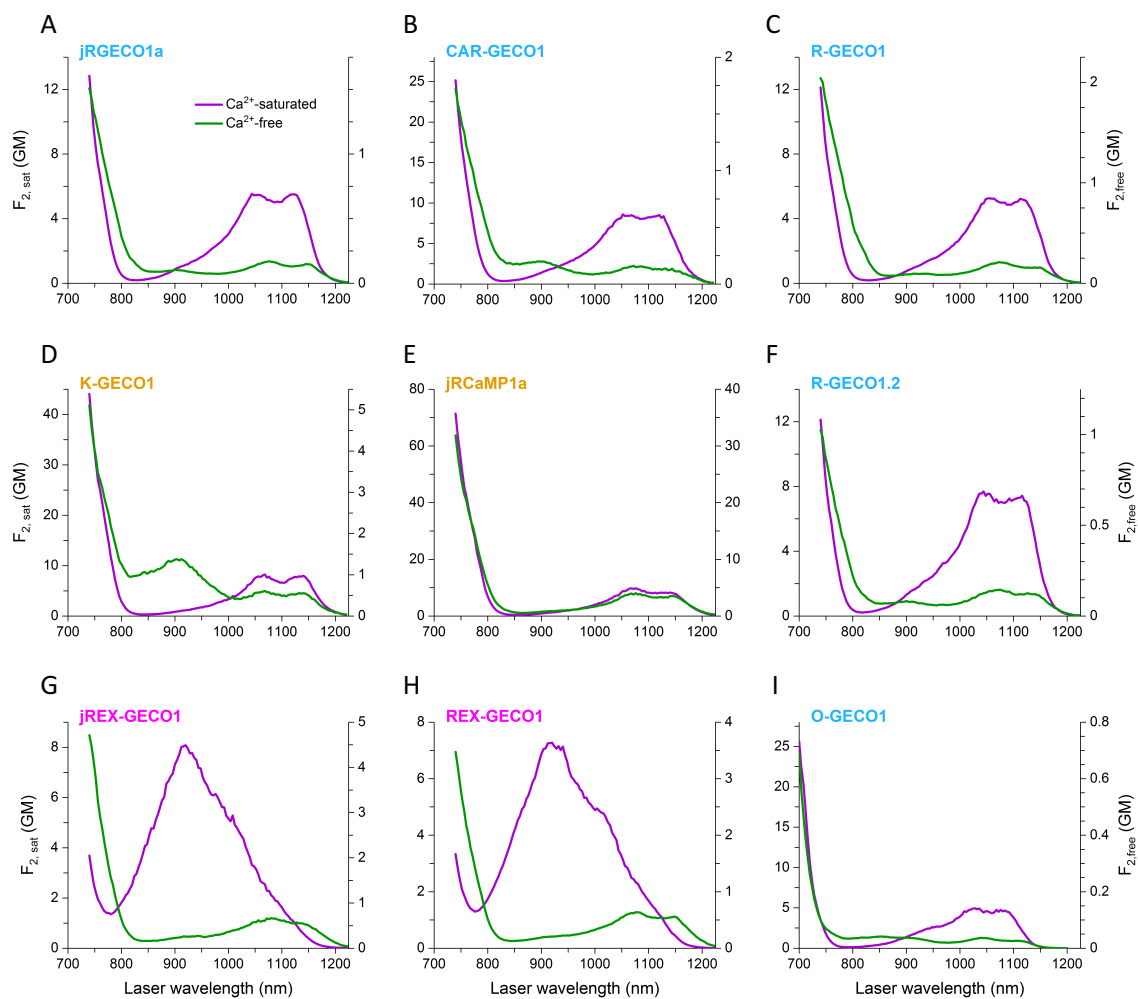 A
jRGECO1a
Ca2+-saturated
Ca2+-free
12
8
4
0
1
0
F2, sat (GM)
700 800 900 1000 1100 1200
B
CAR-GECO1
25
20
15
10
5
0
2
1
0
700 800 900 1000 1100 1200
C
R-GECO1
12
8
4
0
2
1
0
F2,free (GM)
700 800 900 1000 1100 1200
D
K-GECO1
40
30
20
10
0
5
4
3
2
1
0
F2, sat (GM)
700 800 900 1000 1100 1200
E
jRCaMP1a
80
60
40
20
0
40
30
20
10
0
700 800 900 1000 1100 1200
F
R-GECO1.2
12
8
4
0
1
0.5
0
F2,free (GM)
700 800 900 1000 1100 1200
G
jREX-GECO1
8
6
4
2
0
5
4
3
2
1
0
F2, sat (GM)
700 800 900 1000 1100 1200
Laser wavelength (nm)
H
REX-GECO1
8
6
4
2
0
4
3
2
1
0
700 800 900 1000 1100 1200
Laser wavelength (nm)
I
O-GECO1
25
20
15
10
5
0
0.8
0.6
0.4
0.2
0
F2,free (GM)
700 800 900 1000 1100 1200
Laser wavelength (nm)